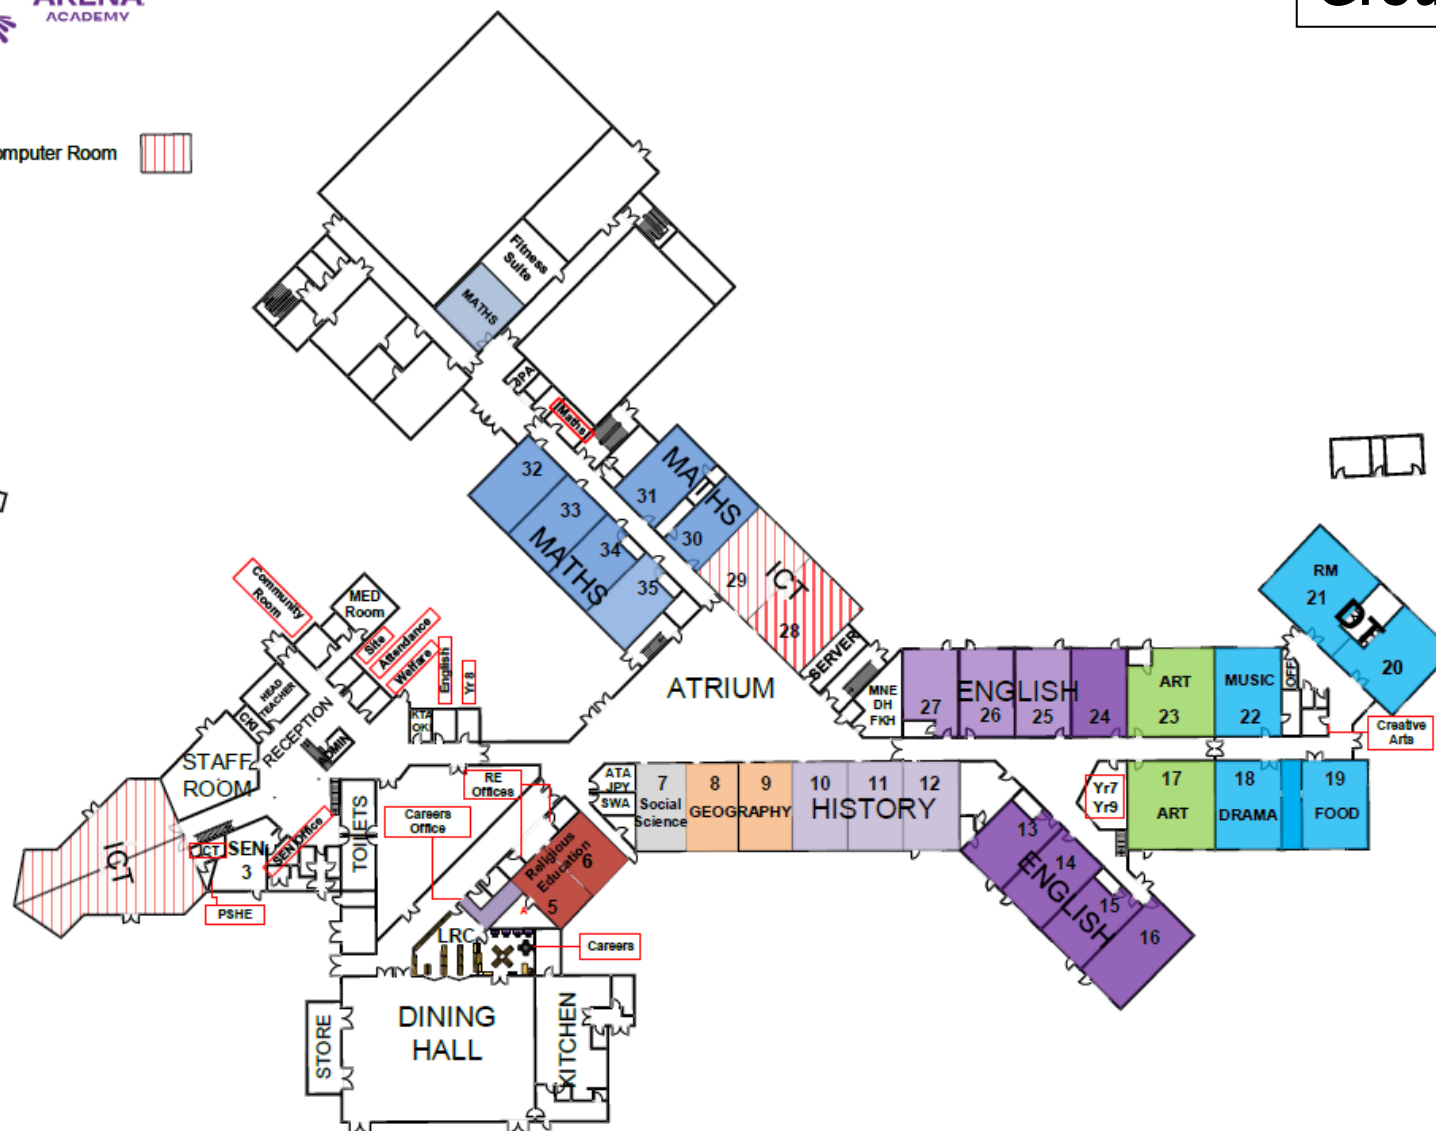 ARENA
ACADEMY
Computer Room
Fitness
Suite
MATHS
PA
Maths
32
33
34
35
MATHS
31
30
MATHS
29
28
ICT
SERVER
ATRIUM
Community
Room
MED
Room
Site
Attendance
Welfare
English
Yr 8
HEAD
TEACHER
CKI
RECEPTION
ADMIN
KTA
OKI
STAFF
ROOM
ICT
ICT
SEN
3
SEN Office
PSHE
TOILETS
Careers
Office
RE
Offices
Religious
Education
6
5
LRC
Careers
DINING
HALL
STORE
KITCHEN
ATA
JPY
SWA
7
Social
Science
8
9
GEOGRAPHY
10
11
12
HISTORY
13
14
15
16
ENGLISH
MNE
DH
FKH
27
26
25
24
ENGLISH
ART
23
MUSIC
22
OFF
RM
21
DT
20
Creative
Arts
Yr7
Yr9
17
ART
18
DRAMA
19
FOOD